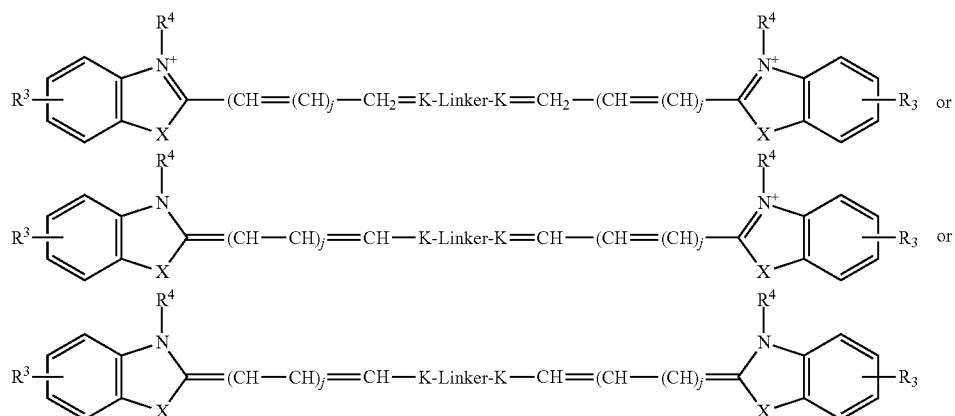 R⁴ R⁴
N⁺ N⁺
R³ (CH=(CH)ⱼ—CH₂=K-Linker-K=CH₂—(CH=CH)ⱼ R₃ or
X X
R⁴ R⁴
N N⁺
R³ =(CH—CH)ⱼ=CH—K-Linker-K=CH—(CH=CH)ⱼ R₃ or
X X
R⁴ R⁴
N N
R³ =(CH—CH)ⱼ=CH—K-Linker-K—CH=(CH—CH)ⱼ= R₃
X X